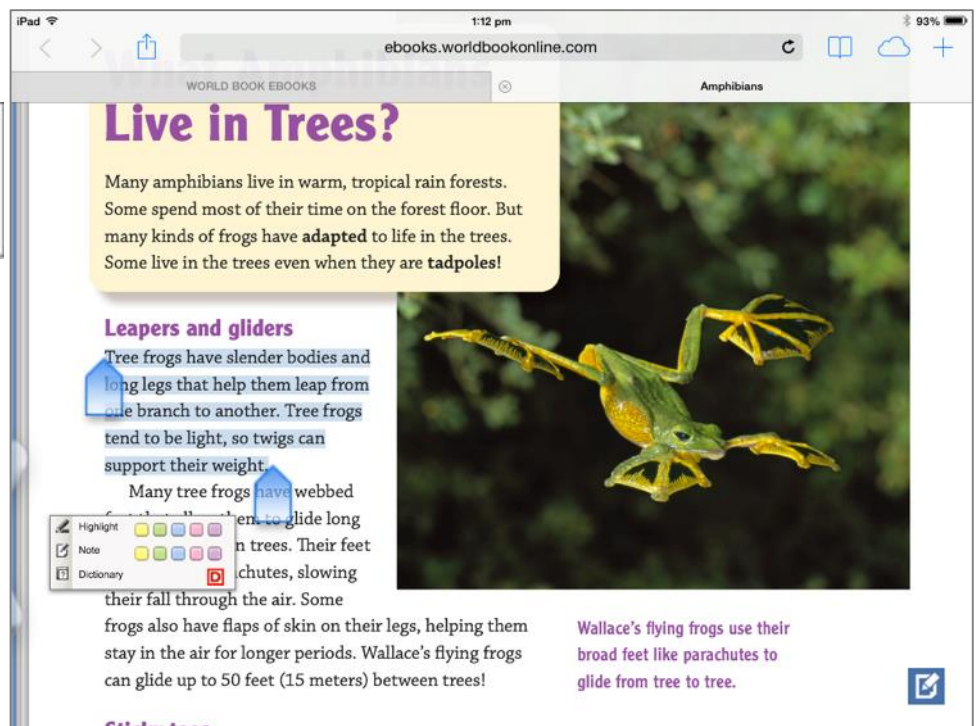 iPad
1:12 pm
93%
ebooks.worldbookonline.com
WORLD BOOK EBOOKS
Amphibians
What Amphibians
Live in Trees?
Many amphibians live in warm, tropical rain forests.
Some spend most of their time on the forest floor. But
many kinds of frogs have adapted to life in the trees.
Some live in the trees even when they are tadpoles!
Leapers and gliders
Tree frogs have slender bodies and
long legs that help them leap from
one branch to another. Tree frogs
tend to be light, so twigs can
support their weight.
Many tree frogs have webbed
them to glide long
n trees. Their feet
chutes, slowing
their fall through the air. Some
frogs also have flaps of skin on their legs, helping them
stay in the air for longer periods. Wallace's flying frogs
can glide up to 50 feet (15 meters) between trees!
Highlight
Note
Dictionary
D
Wallace's flying frogs use their
broad feet like parachutes to
glide from tree to tree.